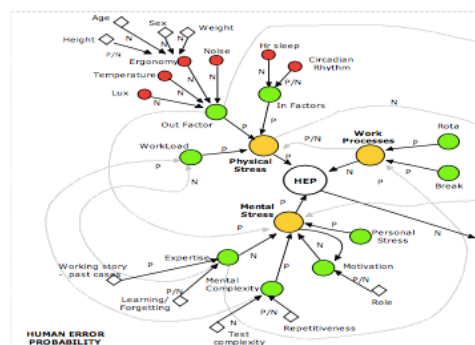 Age
Sex
Weight
Height
P/N
N
N
N
Noise
Hr sleep
Circadian
Rhythm
Ergonomy
Temperature
N
N
N
P/N
Lux
N
N
In Factors
Out Factor
P
P
N
WorkLoad
P
Physical
Stress
P/N
Work
Processes
P
Rota
P
N
P
HEP
N
P
Break
P
Mental
Stress
P
P
P
P
Personal
Stress
N
Expertise
N
Motivation
Working story
- past cases
P
P/N
Mental
Complexity
P
P/N
Role
Learning/
Forgetting
N
P/N
Repetitiveness
Test
complexity
HUMAN ERROR
PROBABILITY